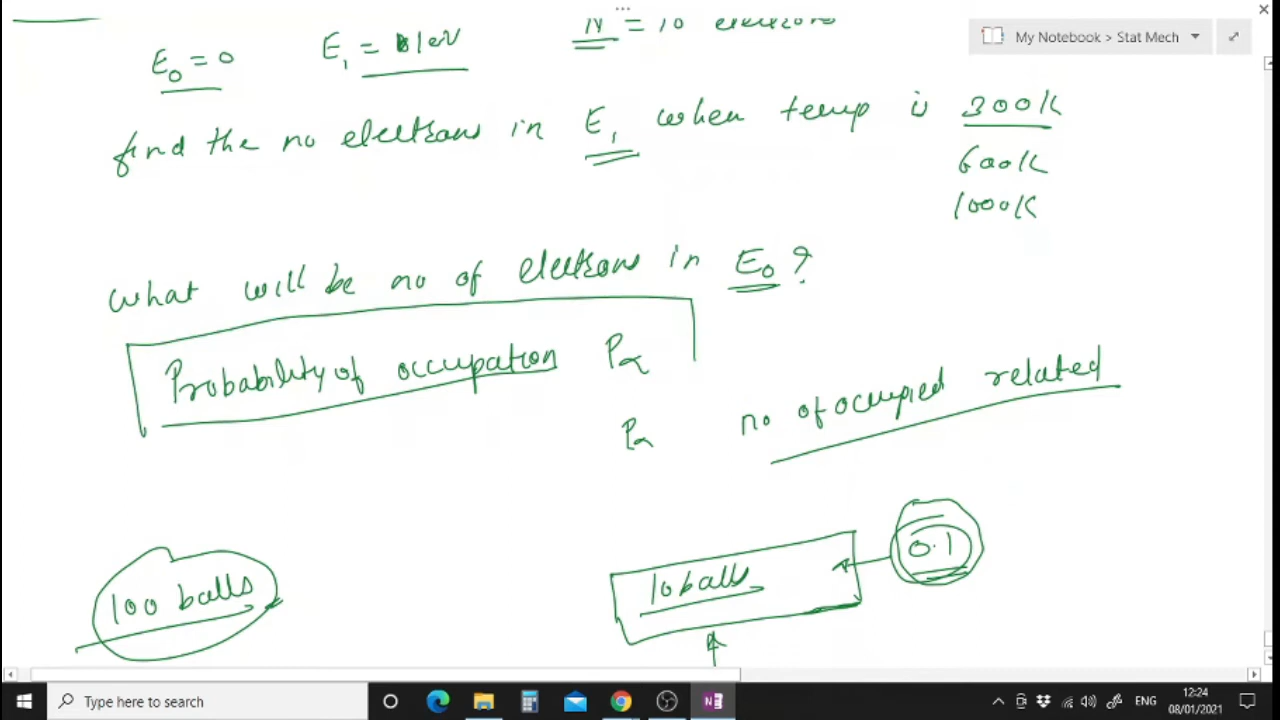 E₀ = 0 E₁ = 1eV N = 10 electrons
My Notebook > Stat Mech
find the no electrons in E₁ when temp is 300K
600K
1000K
What will be no of electrons in E₀ ?
Probability of occupation Pα
Pα no of occupied related
100 balls
10 balls
0.1
Type here to search
ENG
12:24
08/01/2021